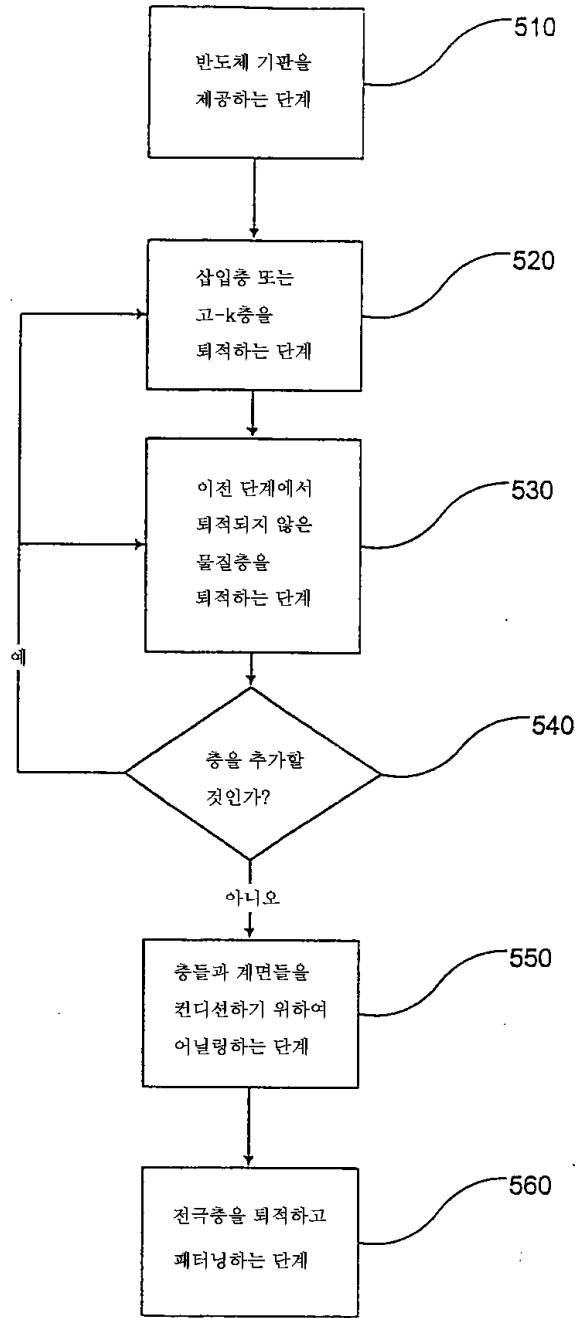 510
반도체 기판을
제공하는 단계
520
삽입층 또는
고-k층을
퇴적하는 단계
530
이전 단계에서
퇴적되지 않은
물질층을
퇴적하는 단계
예
540
층을 추가할
것인가?
아니오
550
층들과 계면들을
컨디션하기 위하여
어닐링하는 단계
560
전극층을 퇴적하고
패터닝하는 단계